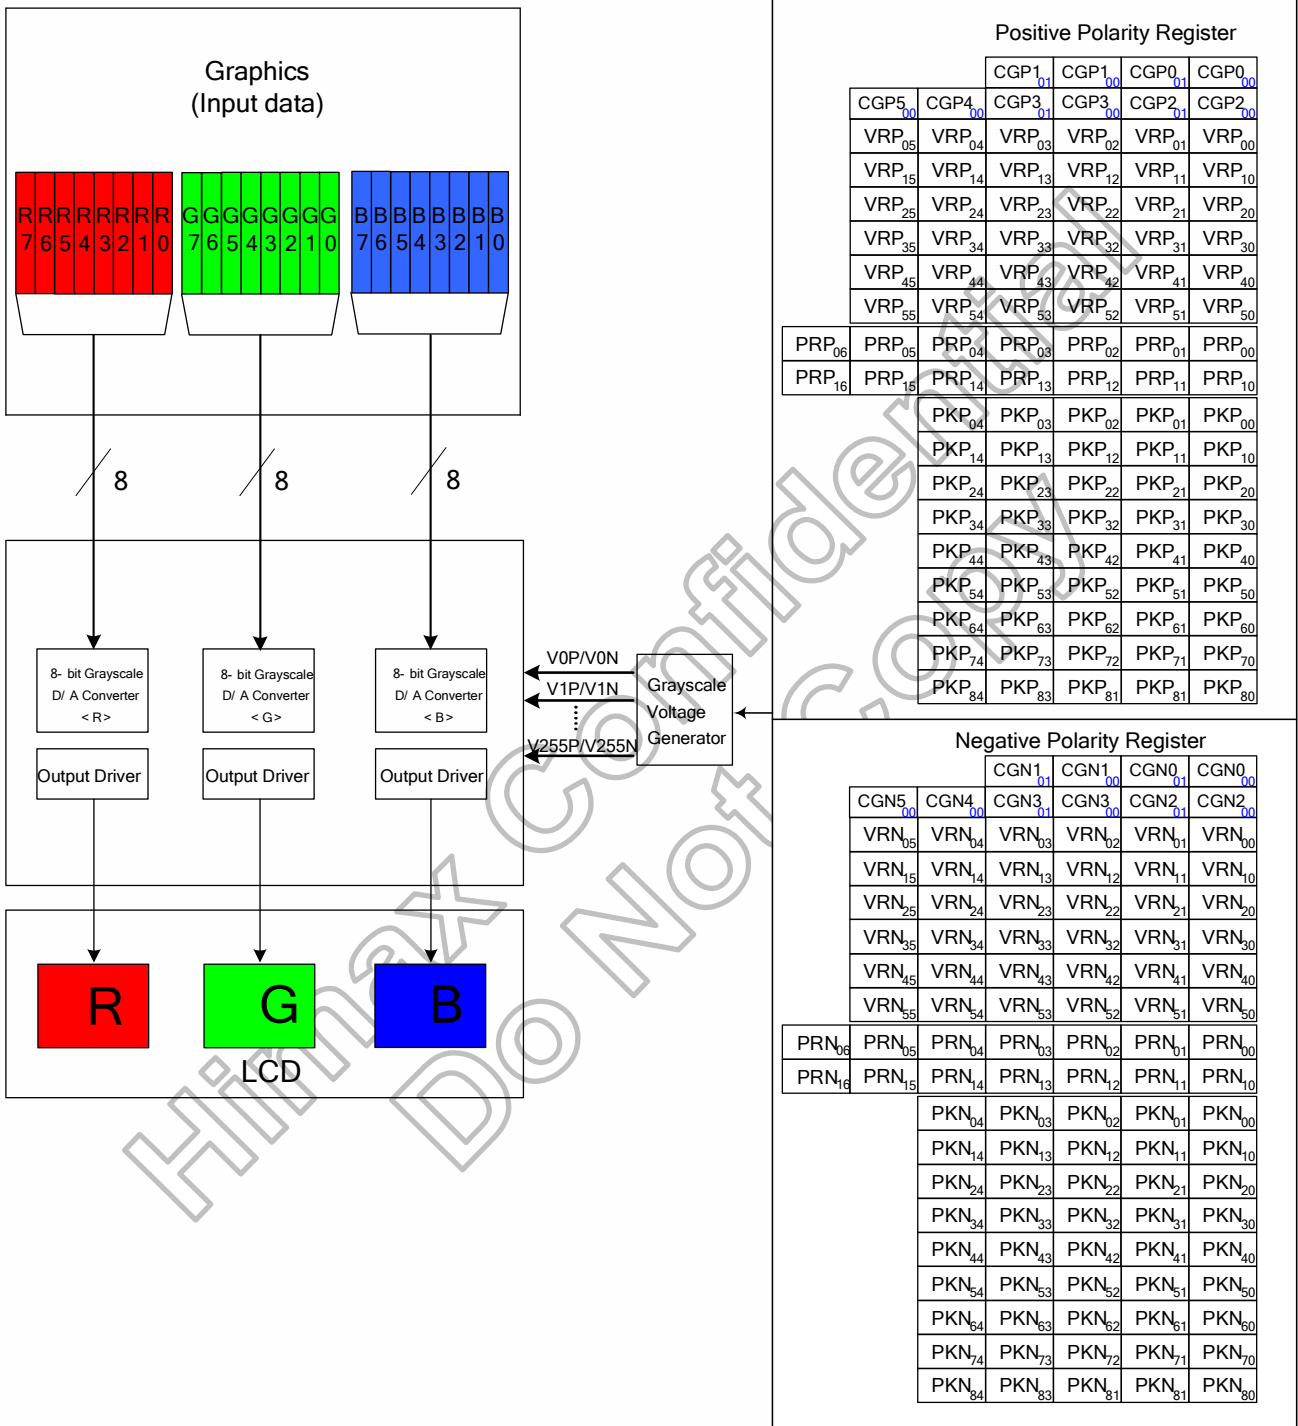 Graphics
(Input data)
R R R R R R R R
7 6 5 4 3 2 1 0
G G G G G G G G
7 6 5 4 3 2 1 0
B B B B B B B B
7 6 5 4 3 2 1 0
8 8 8
8- bit Grayscale
D/ A Converter
< R >
8- bit Grayscale
D/ A Converter
< G >
8- bit Grayscale
D/ A Converter
< B >
Output Driver
Output Driver
Output Driver
V0P/V0N
V1P/V1N
V255P/V255N
Grayscale
Voltage
Generator
R G B
LCD
Positive Polarity Register
CGP1 01 CGP1 00 CGP0 01 CGP0 00
CGP5 00 CGP4 00 CGP3 01 CGP3 00 CGP2 01 CGP2 00
VRP05 VRP04 VRP03 VRP02 VRP01 VRP00
VRP15 VRP14 VRP13 VRP12 VRP11 VRP10
VRP25 VRP24 VRP23 VRP22 VRP21 VRP20
VRP35 VRP34 VRP33 VRP32 VRP31 VRP30
VRP45 VRP44 VRP43 VRP42 VRP41 VRP40
VRP55 VRP54 VRP53 VRP52 VRP51 VRP50
PRP06 PRP05 PRP04 PRP03 PRP02 PRP01 PRP00
PRP16 PRP15 PRP14 PRP13 PRP12 PRP11 PRP10
PKP04 PKP03 PKP02 PKP01 PKP00
PKP14 PKP13 PKP12 PKP11 PKP10
PKP24 PKP23 PKP22 PKP21 PKP20
PKP34 PKP33 PKP32 PKP31 PKP30
PKP44 PKP43 PKP42 PKP41 PKP40
PKP54 PKP53 PKP52 PKP51 PKP50
PKP64 PKP63 PKP62 PKP61 PKP60
PKP74 PKP73 PKP72 PKP71 PKP70
PKP84 PKP83 PKP81 PKP81 PKP80
Negative Polarity Register
CGN1 01 CGN1 00 CGN0 01 CGN0 00
CGN5 00 CGN4 00 CGN3 01 CGN3 00 CGN2 01 CGN2 00
VRN05 VRN04 VRN03 VRN02 VRN01 VRN00
VRN15 VRN14 VRN13 VRN12 VRN11 VRN10
VRN25 VRN24 VRN23 VRN22 VRN21 VRN20
VRN35 VRN34 VRN33 VRN32 VRN31 VRN30
VRN45 VRN44 VRN43 VRN42 VRN41 VRN40
VRN55 VRN54 VRN53 VRN52 VRN51 VRN50
PRN06 PRN05 PRN04 PRN03 PRN02 PRN01 PRN00
PRN16 PRN15 PRN14 PRN13 PRN12 PRN11 PRN10
PKN04 PKN03 PKN02 PKN01 PKN00
PKN14 PKN13 PKN12 PKN11 PKN10
PKN24 PKN23 PKN22 PKN21 PKN20
PKN34 PKN33 PKN32 PKN31 PKN30
PKN44 PKN43 PKN42 PKN41 PKN40
PKN54 PKN53 PKN52 PKN51 PKN50
PKN64 PKN63 PKN62 PKN61 PKN60
PKN74 PKN73 PKN72 PKN71 PKN70
PKN84 PKN83 PKN81 PKN81 PKN80
Himax Confidential
Do Not Copy